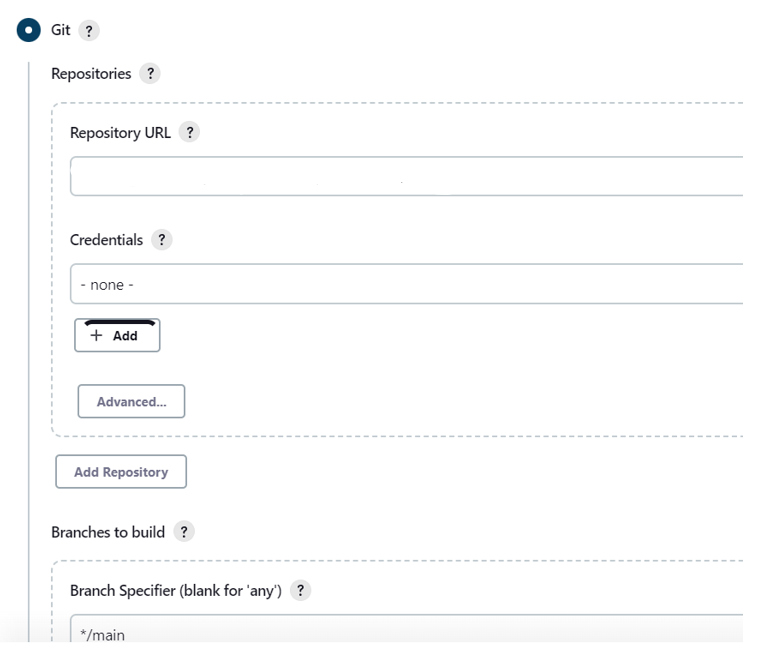 Git ?
Repositories ?
Repository URL ?
Credentials ?
- none -
+ Add
Advanced...
Add Repository
Branches to build ?
Branch Specifier (blank for 'any') ?
*/main